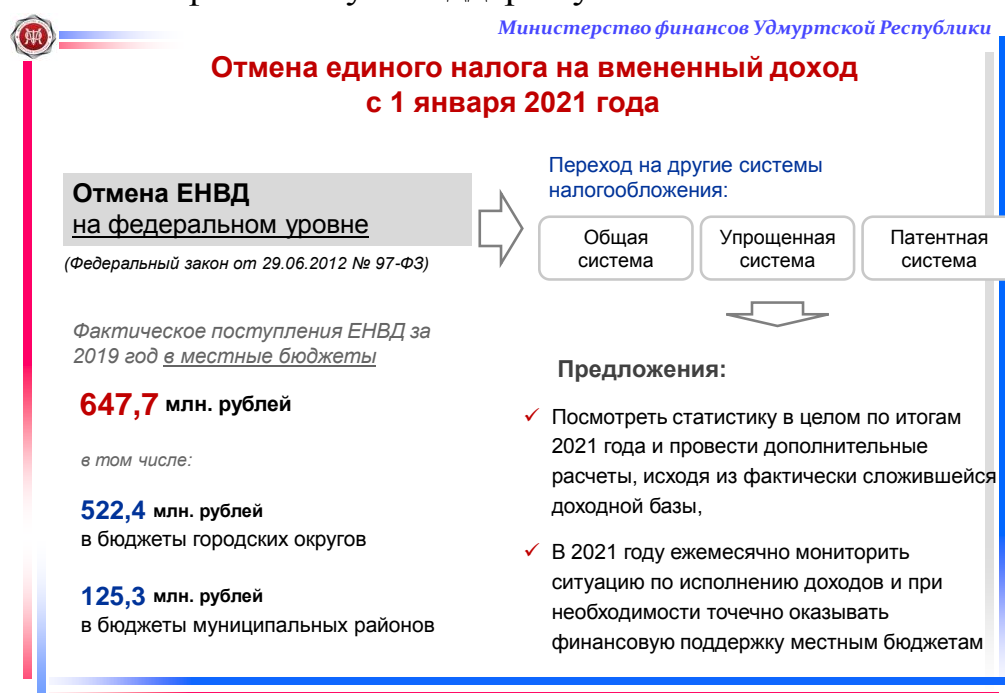 Министерство финансов Удмуртской Республики
Отмена единого налога на вмененный доход
с 1 января 2021 года
Отмена ЕНВД
на федеральном уровне
(Федеральный закон от 29.06.2012 № 97-ФЗ)
Переход на другие системы
налогообложения:
Общая
система
Упрощенная
система
Патентная
система
Фактическое поступления ЕНВД за
2019 год в местные бюджеты
647,7 млн. рублей
в том числе:
522,4 млн. рублей
в бюджеты городских округов
125,3 млн. рублей
в бюджеты муниципальных районов
Предложения:
✓ Посмотреть статистику в целом по итогам
2021 года и провести дополнительные
расчеты, исходя из фактически сложившейся
доходной базы,
✓ В 2021 году ежемесячно мониторить
ситуацию по исполнению доходов и при
необходимости точечно оказывать
финансовую поддержку местным бюджетам